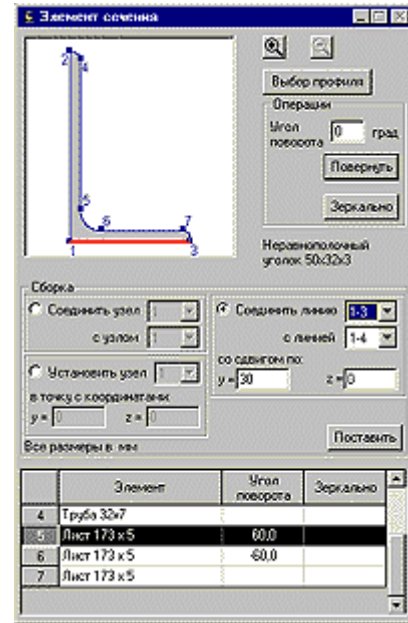 Элемент сечения
2
4
Выбор профиля
Операции
Угол
поворота 0 град
Повернуть
5
6
7
Зеркально
1
3
Неравнополочный
уголок 50x32x3
Сборка
Соединить узел 1
с узлом 1
Соединить линию 1-3
с линией 1-4
со сдвигом по:
y = 30 z = 0
Установить узел 1
в точку с координатами
y = 0 z = 0
Все размеры в мм
Поставить
Элемент Угол поворота Зеркально
4 Труба 32x7
5 Лист 173 x 5 60,0
6 Лист 173 x 5 -60,0
7 Лист 173 x 5